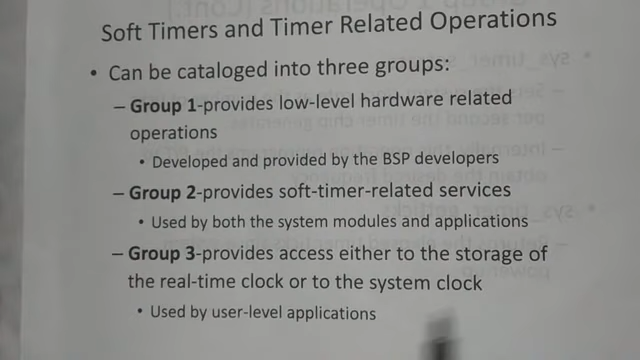 Soft Timers and Timer Related Operations
• Can be cataloged into three groups:
– Group 1-provides low-level hardware related
operations
• Developed and provided by the BSP developers
– Group 2-provides soft-timer-related services
• Used by both the system modules and applications
– Group 3-provides access either to the storage of
the real-time clock or to the system clock
• Used by user-level applications